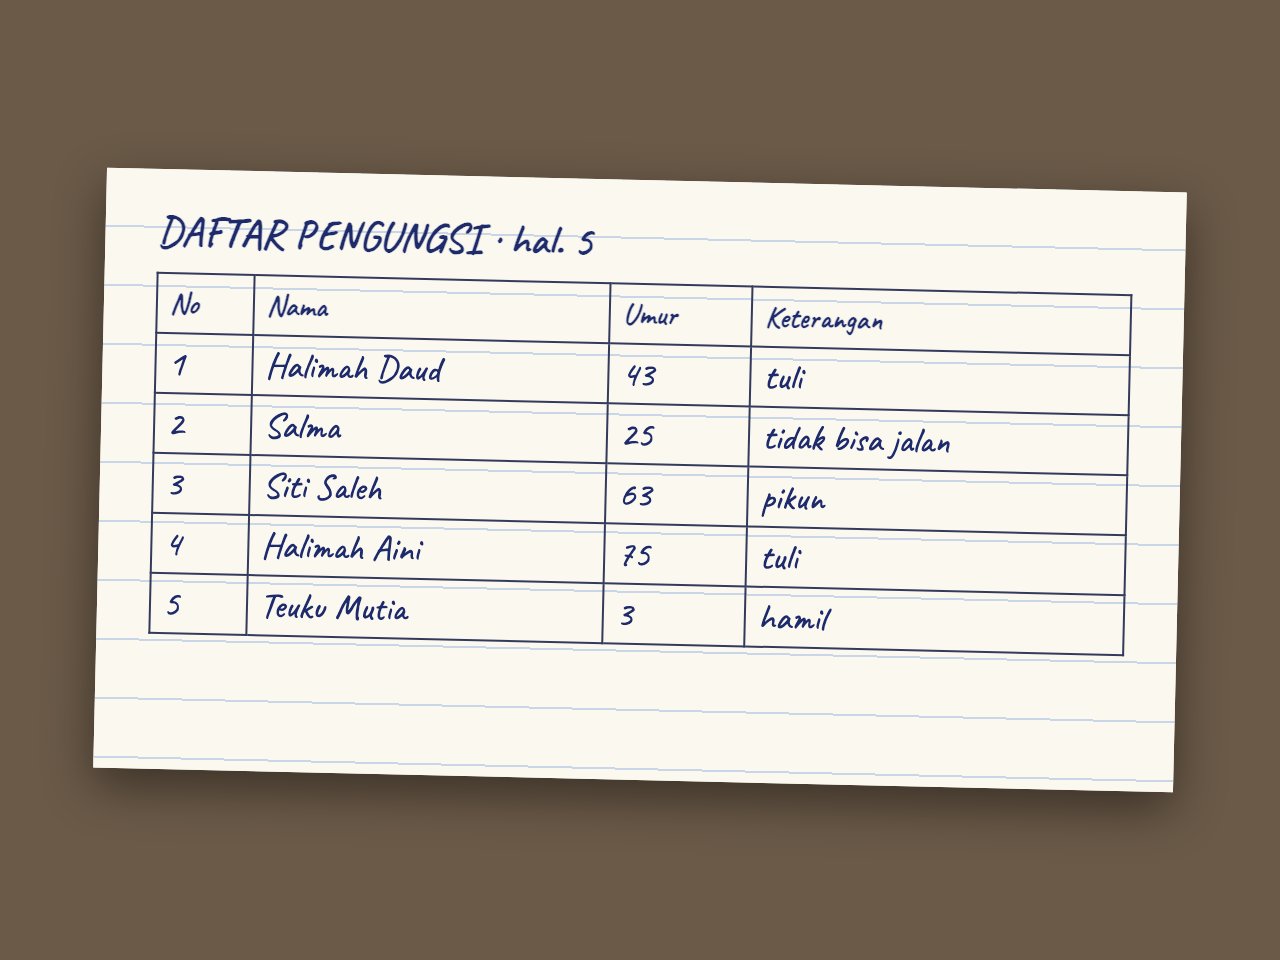 DAFTAR PENGUNGSI · hal. 5
No Nama Umur Keterangan
1 Halimah Daud 43 tuli
2 Salma 25 tidak bisa jalan
3 Siti Saleh 63 pikun
4 Halimah Aini 75 tuli
5 Teuku Mutia 3 hamil